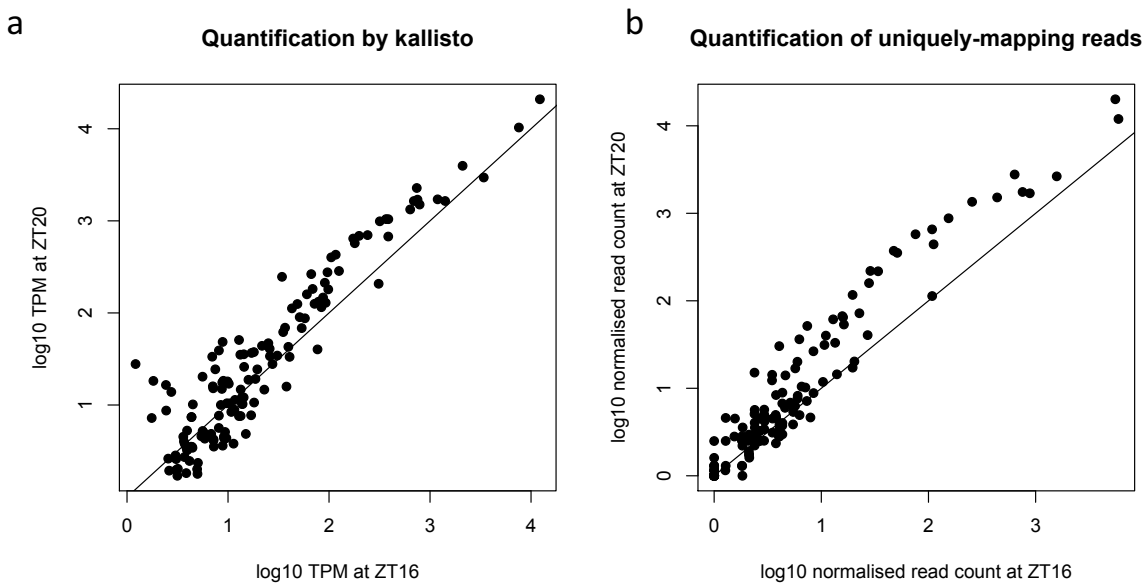 a
Quantification by kallisto
4
3
2
1
log10 TPM at ZT20
0 1 2 3 4
log10 TPM at ZT16
b
Quantification of uniquely-mapping reads
4
3
2
1
0
log10 normalised read count at ZT20
0 1 2 3
log10 normalised read count at ZT16